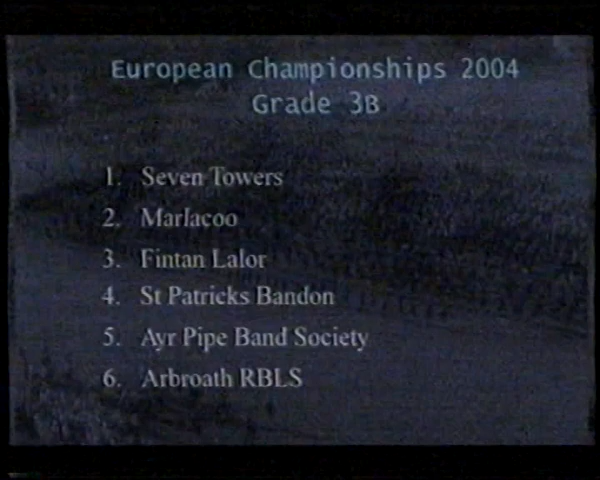 European Championships 2004
Grade 3B
1. Seven Towers
2. Marlacoo
3. Fintan Lalor
4. St Patricks Bandon
5. Ayr Pipe Band Society
6. Arbroath RBLS